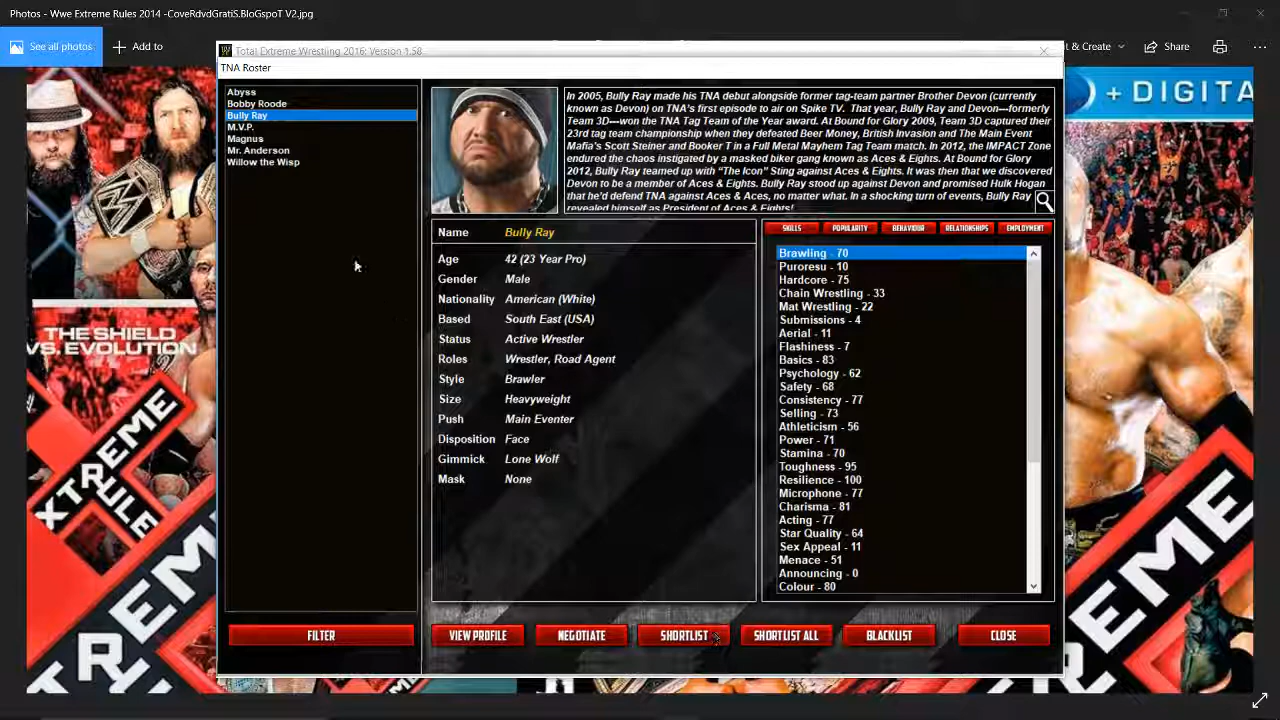 Photos - Wwe Extreme Rules 2014 -CoveRdvdGratiS.BloGspoT V2.jpg
See all photos
Add to
t & Create
Share
Total Extreme Wrestling 2016: Version 1.58
TNA Roster
+ DIGITA
Abyss
Bobby Roode
Bully Ray
M.V.P.
Magnus
Mr. Anderson
Willow the Wisp
In 2005, Bully Ray made his TNA debut alongside former tag-team partner Brother Devon (currently
known as Devon) on TNA's first episode to air on Spike TV. That year, Bully Ray and Devon---formerly
Team 3D---won the TNA Tag Team of the Year award. At Bound for Glory 2009, Team 3D captured their
23rd tag team championship when they defeated Beer Money, British Invasion and The Main Event
Mafia's Scott Steiner and Booker T in a Full Metal Mayhem Tag Team match. In 2012, the IMPACT Zone
endured the chaos instigated by a masked biker gang known as Aces & Eights. At Bound for Glory
2012, Bully Ray teamed up with "The Icon" Sting against Aces & Eights. It was then that we discovered
Devon to be a member of Aces & Eights. Bully Ray stood up against Devon and promised Hulk Hogan
that he'd defend TNA against Aces & Aces, no matter what. In a shocking turn of events, Bully Ray
revealed himself as President of Aces & Eights!
Name Bully Ray
Age 42 (23 Year Pro)
Gender Male
Nationality American (White)
Based South East (USA)
Status Active Wrestler
Roles Wrestler, Road Agent
Style Brawler
Size Heavyweight
Push Main Eventer
Disposition Face
Gimmick Lone Wolf
Mask None
SKILLS POPULARITY BEHAVIOUR RELATIONSHIPS EMPLOYMENT
Brawling - 70
Puroresu - 10
Hardcore - 75
Chain Wrestling - 33
Mat Wrestling - 22
Submissions - 4
Aerial - 11
Flashiness - 7
Basics - 83
Psychology - 62
Safety - 68
Consistency - 77
Selling - 73
Athleticism - 56
Power - 71
Stamina - 70
Toughness - 95
Resilience - 100
Microphone - 77
Charisma - 81
Acting - 77
Star Quality - 64
Sex Appeal - 11
Menace - 51
Announcing - 0
Colour - 80
FILTER
VIEW PROFILE
NEGOTIATE
SHORTLIST
SHORTLIST ALL
BLACKLIST
CLOSE
THE SHIELD
VS. EVOLUTION
XTREME
RULE
EXTREME
EXTREME